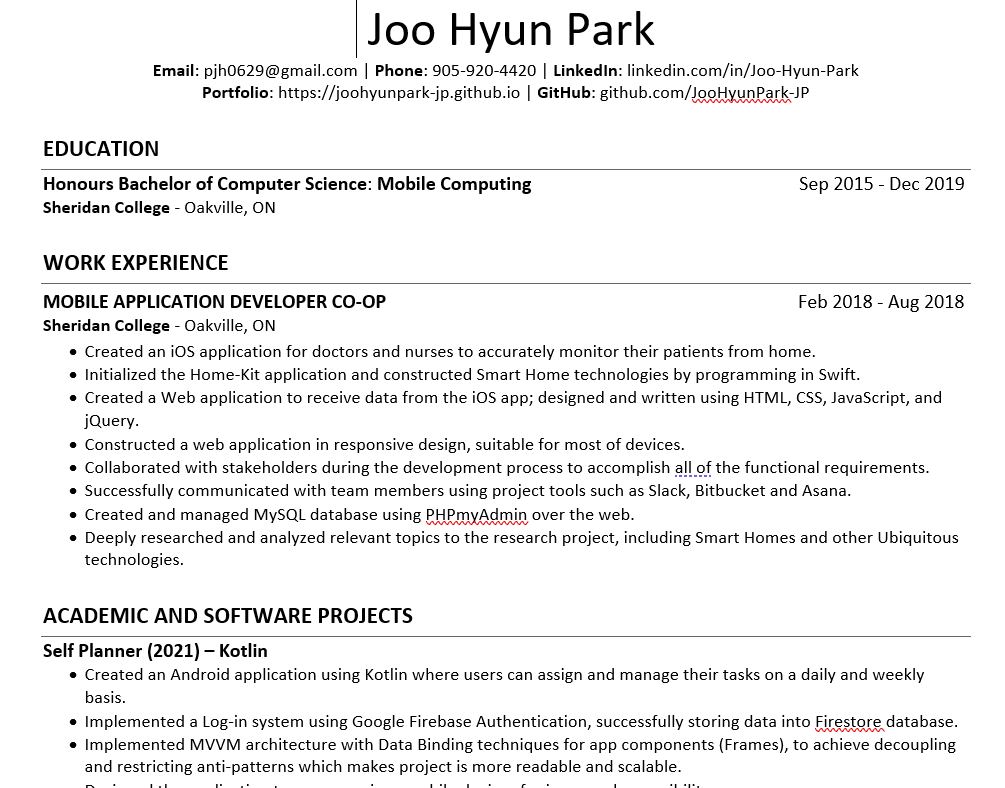 Joo Hyun Park
Email: pjh0629@gmail.com | Phone: 905-920-4420 | LinkedIn: linkedin.com/in/Joo-Hyun-Park
Portfolio: https://joohyunpark-jp.github.io | GitHub: github.com/JooHyunPark-JP
EDUCATION
Honours Bachelor of Computer Science: Mobile Computing Sep 2015 - Dec 2019
Sheridan College - Oakville, ON
WORK EXPERIENCE
MOBILE APPLICATION DEVELOPER CO-OP Feb 2018 - Aug 2018
Sheridan College - Oakville, ON
• Created an iOS application for doctors and nurses to accurately monitor their patients from home.
• Initialized the Home-Kit application and constructed Smart Home technologies by programming in Swift.
• Created a Web application to receive data from the iOS app; designed and written using HTML, CSS, JavaScript, and
jQuery.
• Constructed a web application in responsive design, suitable for most of devices.
• Collaborated with stakeholders during the development process to accomplish all of the functional requirements.
• Successfully communicated with team members using project tools such as Slack, Bitbucket and Asana.
• Created and managed MySQL database using PHPmyAdmin over the web.
• Deeply researched and analyzed relevant topics to the research project, including Smart Homes and other Ubiquitous
technologies.
ACADEMIC AND SOFTWARE PROJECTS
Self Planner (2021) – Kotlin
• Created an Android application using Kotlin where users can assign and manage their tasks on a daily and weekly
basis.
• Implemented a Log-in system using Google Firebase Authentication, successfully storing data into Firestore database.
• Implemented MVVM architecture with Data Binding techniques for app components (Frames), to achieve decoupling
and restricting anti-patterns which makes project is more readable and scalable.